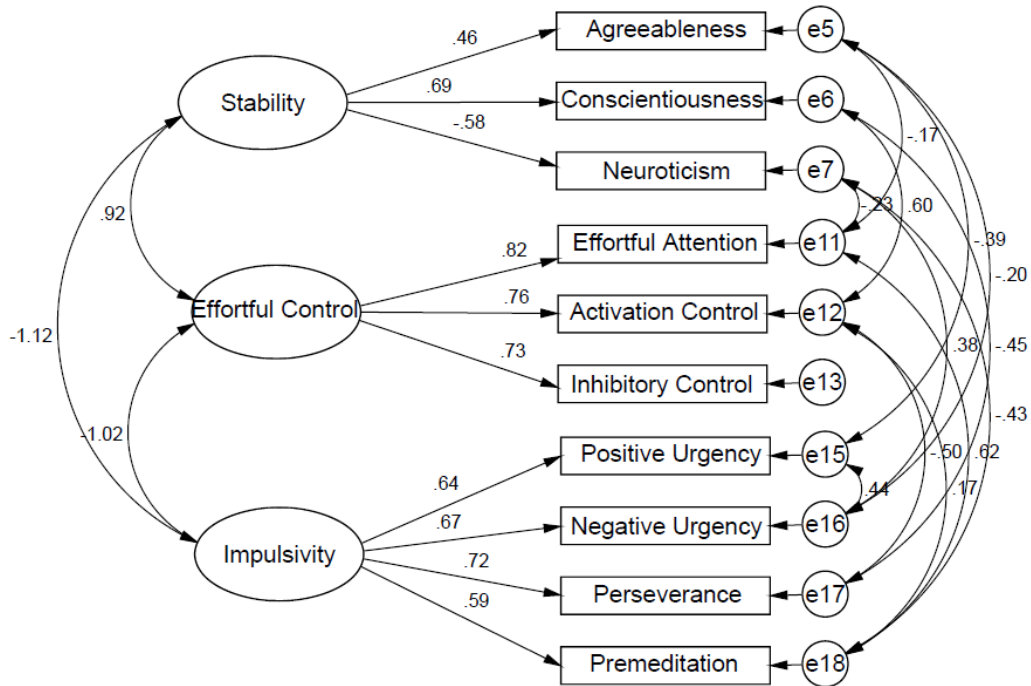 Agreeableness
e5
.46
Stability
.69
Conscientiousness
e6
-.17
-.58
Neuroticism
e7
.92
-.23
.60
Effortful Attention
e11
-.39
-.20
.82
Effortful Control
.76
Activation Control
e12
-1.12
.73
.38
-.45
Inhibitory Control
e13
-.43
-1.02
Positive Urgency
e15
-.50
.62
.64
.44
.17
.67
Negative Urgency
e16
Impulsivity
.72
Perseverance
e17
.59
Premeditation
e18